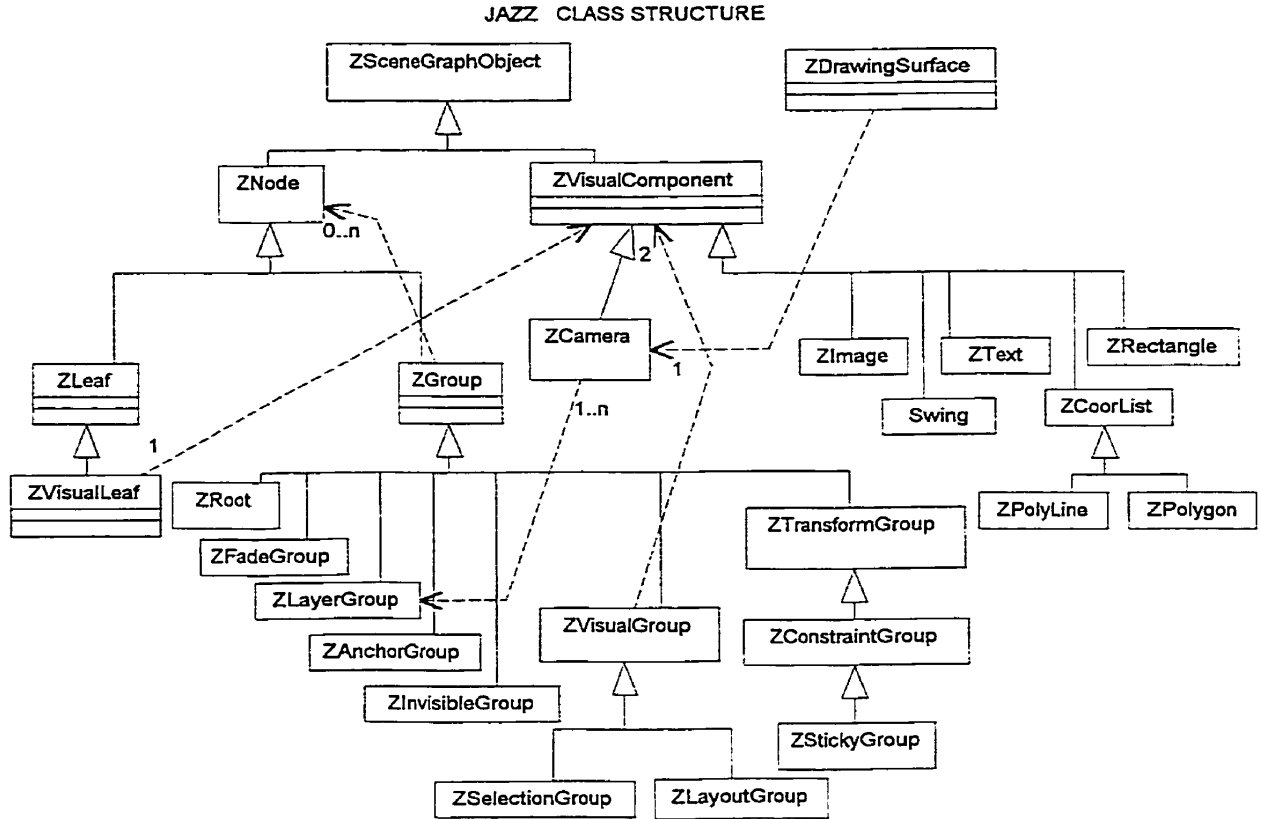 JAZZ CLASS STRUCTURE
ZSceneGraphObject
ZDrawingSurface
ZNode
ZVisualComponent
0..n
2
ZCamera
1
ZImage
ZText
ZRectangle
ZLeaf
ZGroup
1..n
Swing
ZCoorList
1
ZVisualLeaf
ZRoot
ZTransformGroup
ZPolyLine
ZPolygon
ZFadeGroup
ZLayerGroup
ZVisualGroup
ZConstraintGroup
ZAnchorGroup
ZInvisibleGroup
ZStickyGroup
ZSelectionGroup
ZLayoutGroup